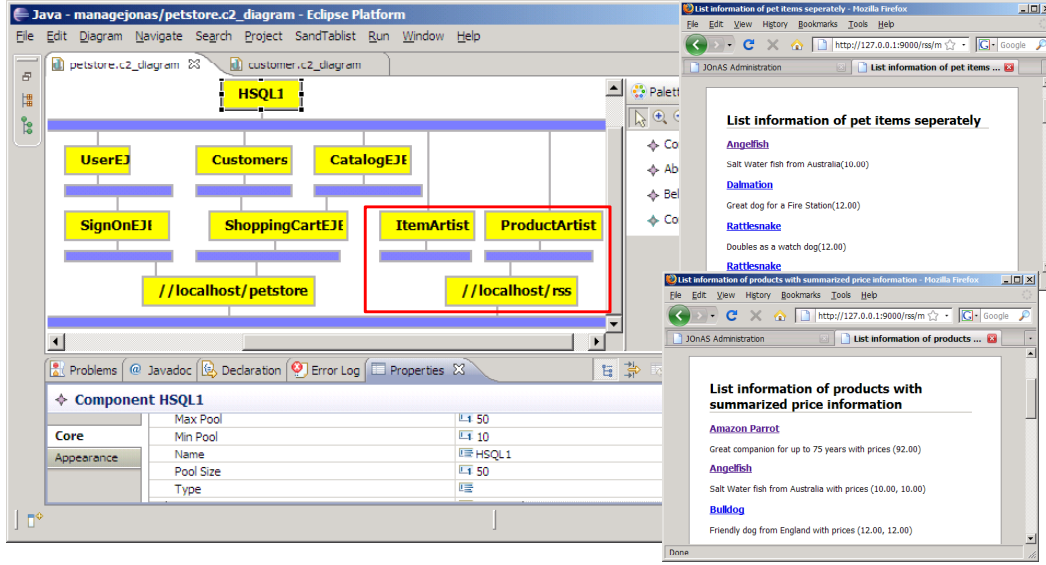 Java - managejonas/petstore.c2_diagram - Eclipse Platform
File Edit Diagram Navigate Search Project SandTablist Run Window Help
petstore.c2_diagram customer.c2_diagram
HSQL1
UserEJ Customers CatalogEJE
SignOnEJE ShoppingCartEJE ItemArtist ProductArtist
//localhost/petstore //localhost/rss
Palett
Co
Ab
Bel
Co
Problems @ Javadoc Declaration Error Log Properties
Component HSQL1
Core
Appearance
Max Pool 50
Min Pool 10
Name HSQL1
Pool Size 50
Type
List information of pet items seperately - Mozilla Firefox
File Edit View History Bookmarks Tools Help
http://127.0.0.1:9000/rss/m Google
JOnAS Administration List information of pet items ...
List information of pet items seperately
Angelfish
Salt Water fish from Australia(10.00)
Dalmation
Great dog for a Fire Station(12.00)
Rattlesnake
Doubles as a watch dog(12.00)
Rattlesnake
List information of products with summarized price information - Mozilla Firefox
File Edit View History Bookmarks Tools Help
http://127.0.0.1:9000/rss/m Google
JOnAS Administration List information of products ...
List information of products with
summarized price information
Amazon Parrot
Great companion for up to 75 years with prices (92.00)
Angelfish
Salt Water fish from Australia with prices (10.00, 10.00)
Bulldog
Friendly dog from England with prices (12.00, 12.00)
Done